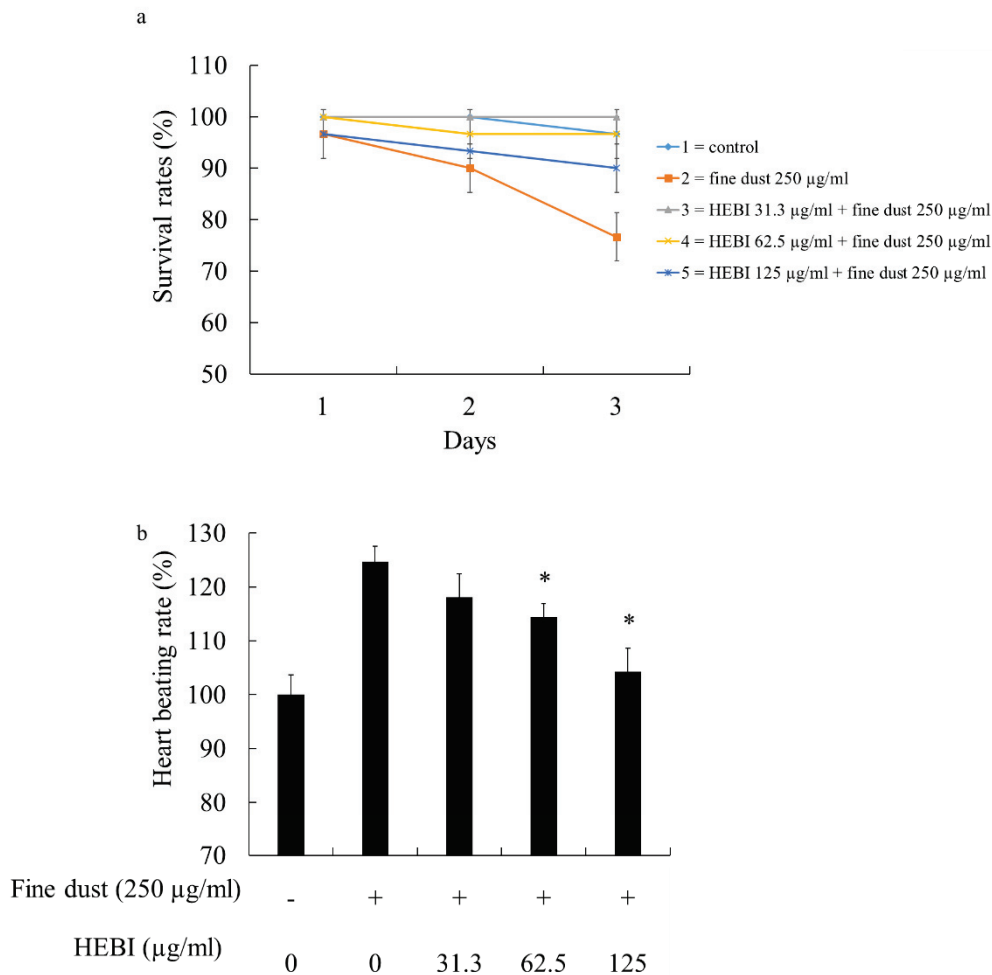 a
Survival rates (%)
110
100
90
80
70
60
50
1 2 3
Days
1 = control
2 = fine dust 250 µg/ml
3 = HEBI 31.3 µg/ml + fine dust 250 µg/ml
4 = HEBI 62.5 µg/ml + fine dust 250 µg/ml
5 = HEBI 125 µg/ml + fine dust 250 µg/ml
b
Heart beating rate (%)
130
120
110
100
90
80
70
*
*
Fine dust (250 µg/ml) - + + + +
HEBI (µg/ml) 0 0 31.3 62.5 125